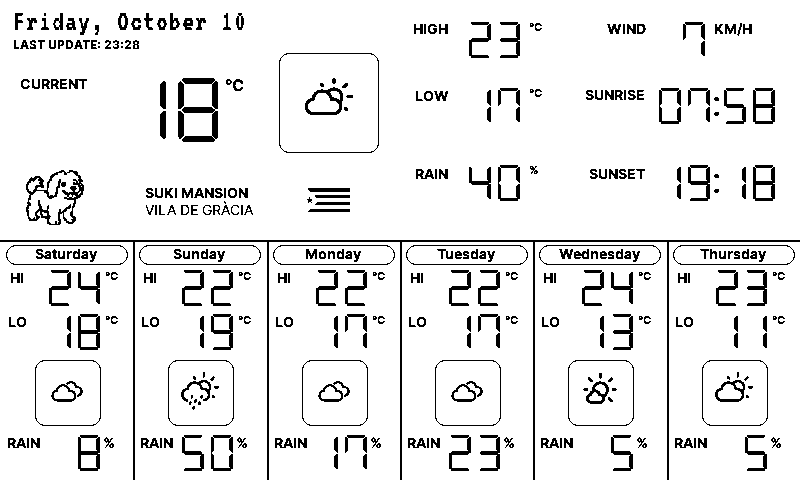 Friday, October 10
LAST UPDATE: 23:28
CURRENT 18 °C
SUKI MANSION
VILA DE GRÀCIA
HIGH 23 °C
LOW 17 °C
RAIN 40 %
WIND 7 KM/H
SUNRISE 07:58
SUNSET 19:18
Saturday
HI 24 °C
LO 18 °C
RAIN 8 %
Sunday
HI 22 °C
LO 19 °C
RAIN 50 %
Monday
HI 22 °C
LO 17 °C
RAIN 17 %
Tuesday
HI 22 °C
LO 17 °C
RAIN 23 %
Wednesday
HI 24 °C
LO 13 °C
RAIN 5 %
Thursday
HI 23 °C
LO 11 °C
RAIN 5 %